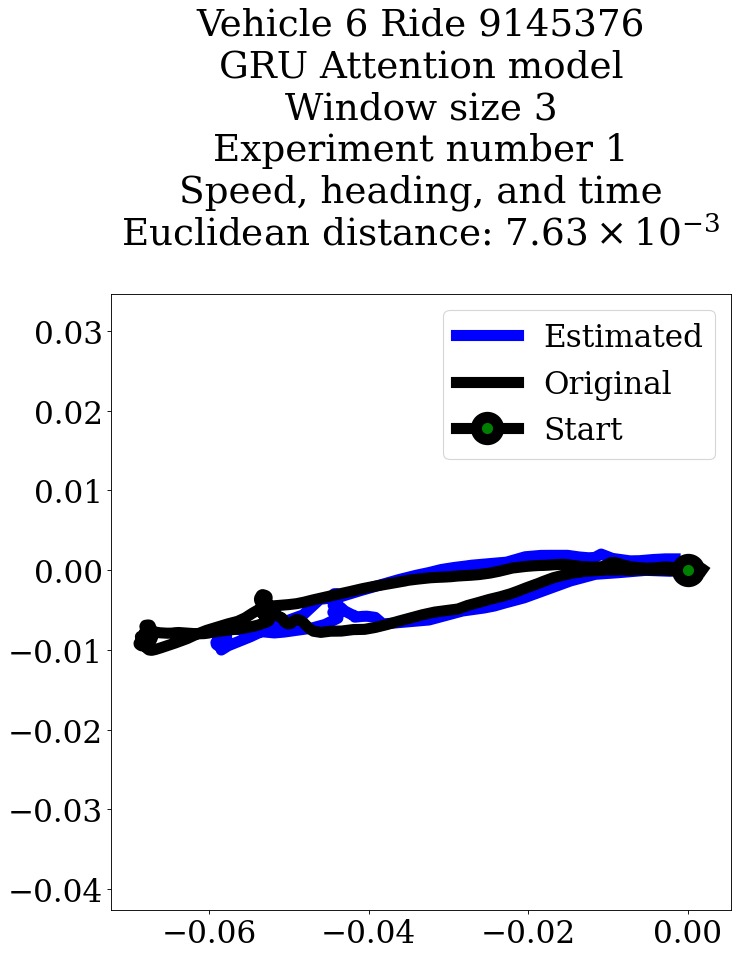 Vehicle 6 Ride 9145376
GRU Attention model
Window size 3
Experiment number 1
Speed, heading, and time
Euclidean distance: 7.63 × 10⁻³
Estimated
Original
Start
0.03
0.02
0.01
0.00
−0.01
−0.02
−0.03
−0.04
−0.06 −0.04 −0.02 0.00